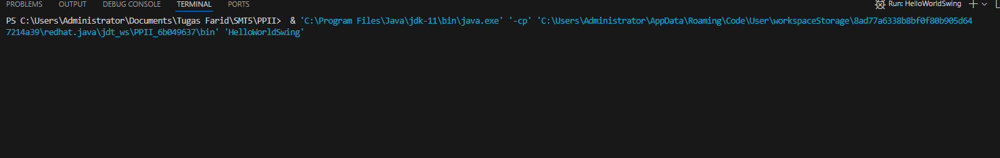 PROBLEMS OUTPUT DEBUG CONSOLE TERMINAL PORTS Run: HelloWorldSwing
PS C:\Users\Administrator\Documents\Tugas Farid\SMT5\PPII> & 'C:\Program Files\Java\jdk-11\bin\java.exe' '-cp' 'C:\Users\Administrator\AppData\Roaming\Code\User\workspaceStorage\8ad77a6338b8bf0f80b905d64
7214a39\redhat.java\jdt_ws\PPII_6b049637\bin' 'HelloWorldSwing'